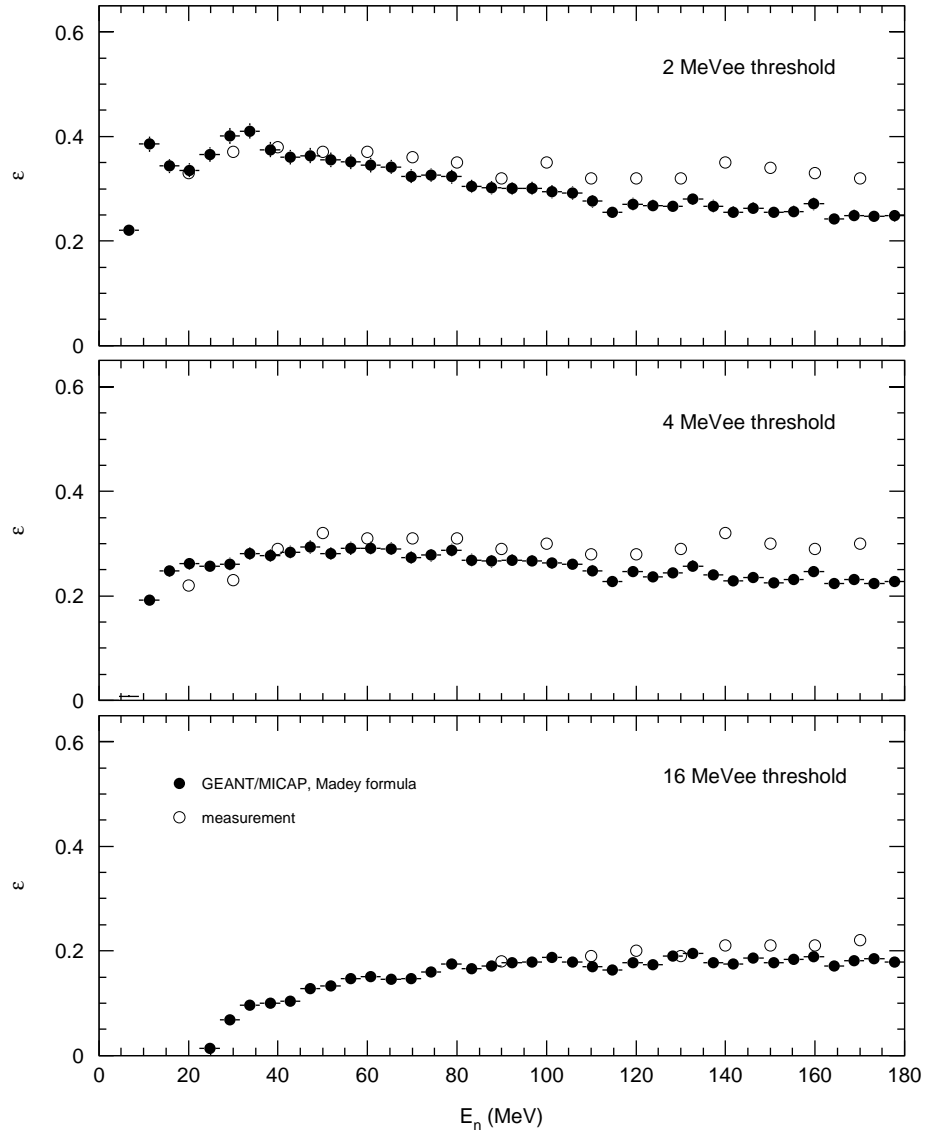 0.6
2 MeVee threshold
0.4
ε
0.2
0
0.6
4 MeVee threshold
0.4
ε
0.2
0
0.6
GEANT/MICAP, Madey formula
16 MeVee threshold
measurement
0.4
ε
0.2
0
0 20 40 60 80 100 120 140 160 180
E_n (MeV)